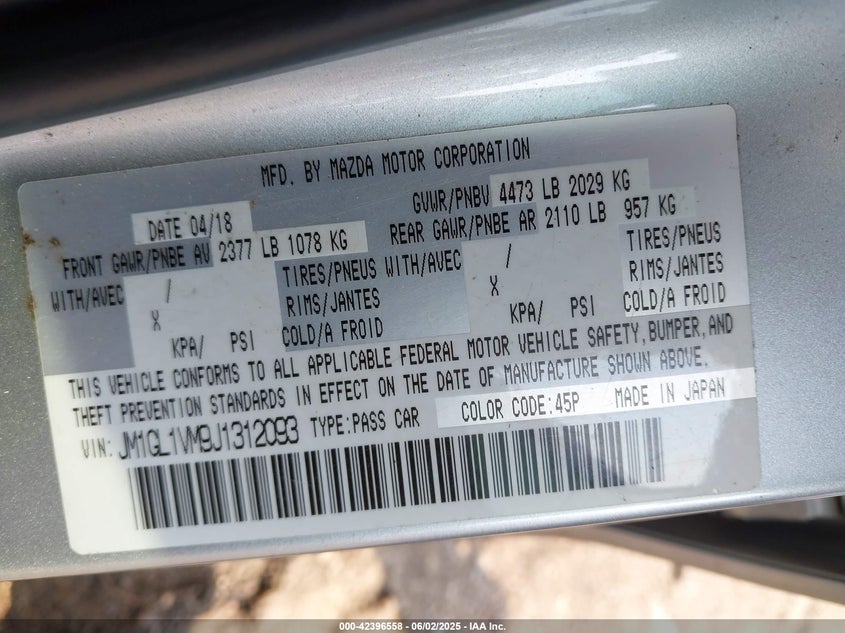 MFD. BY MAZDA MOTOR CORPORATION
DATE 04/18 GVWR/PNBV 4473 LB 2029 KG
FRONT GAWR/PNBE AV 2377 LB 1078 KG REAR GAWR/PNBE AR 2110 LB 957 KG
WITH/AVEC / TIRES/PNEUS WITH/AVEC / TIRES/PNEUS
X RIMS/JANTES X RIMS/JANTES
KPA/ PSI COLD/A FROID KPA/ PSI COLD/A FROID
THIS VEHICLE CONFORMS TO ALL APPLICABLE FEDERAL MOTOR VEHICLE SAFETY, BUMPER, AND
THEFT PREVENTION STANDARDS IN EFFECT ON THE DATE OF MANUFACTURE SHOWN ABOVE.
VIN: JM1GL1VM9J1312093 TYPE:PASS CAR COLOR CODE:45P MADE IN JAPAN
000-42396558 - 06/02/2025 - IAA Inc.